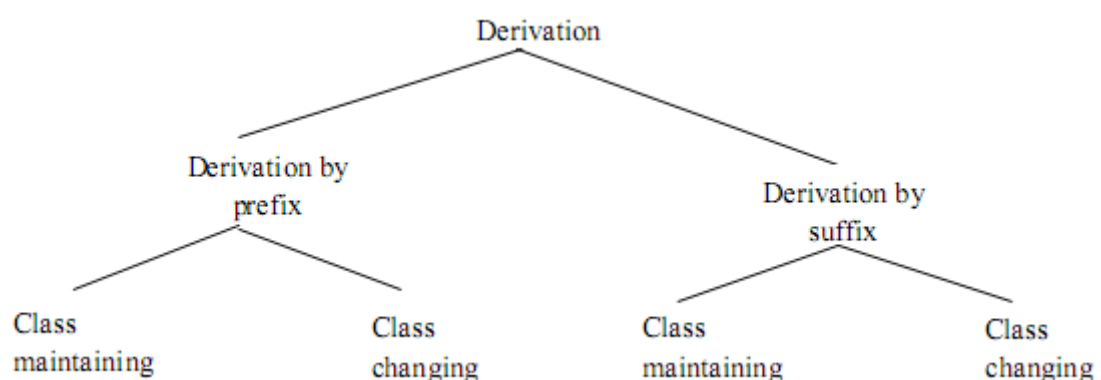 Derivation
Derivation by
prefix
Derivation by
suffix
Class
maintaining
Class
changing
Class
maintaining
Class
changing